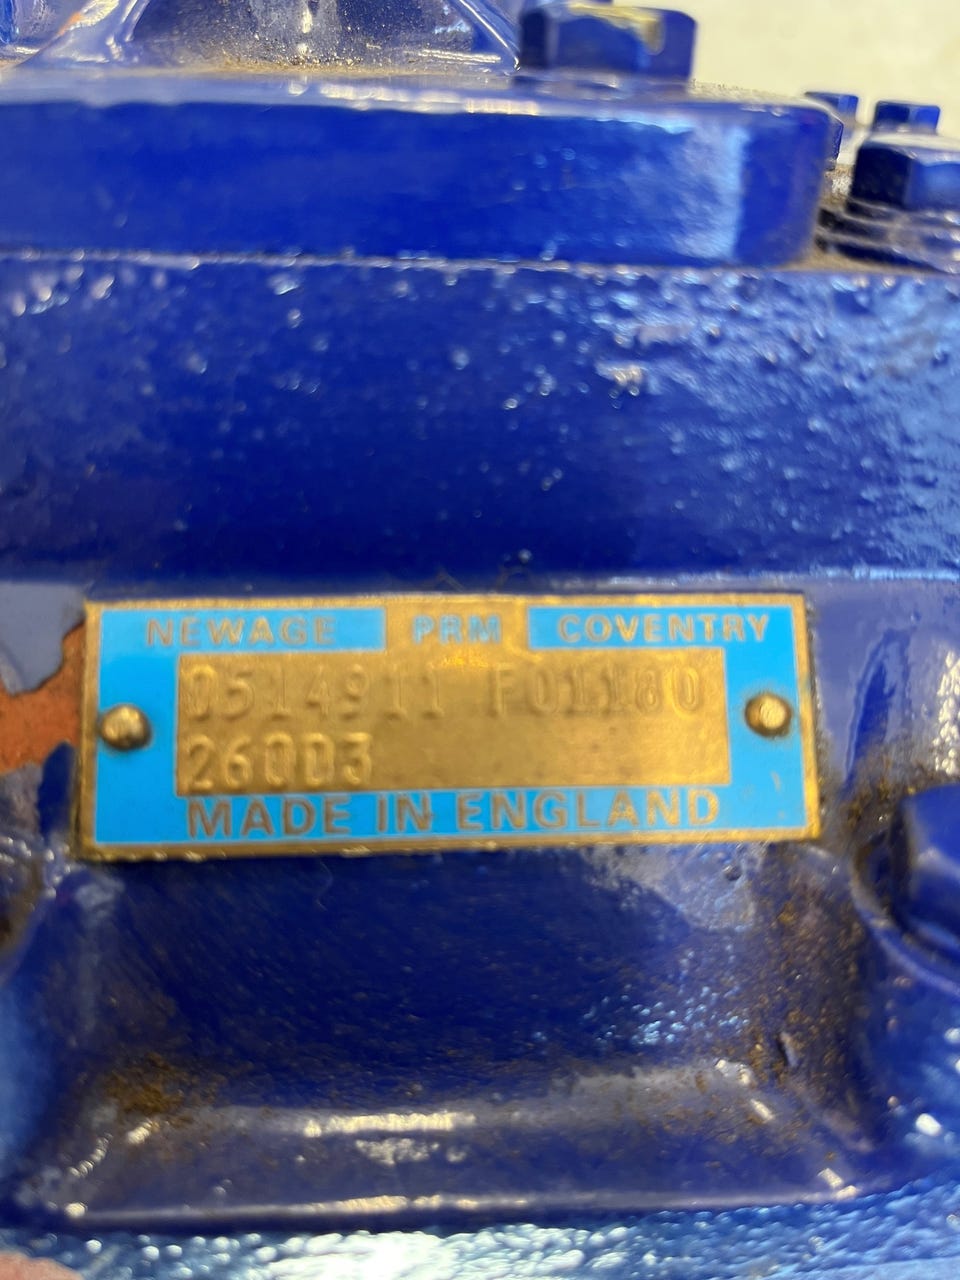 NEWAGE PRM COVENTRY
0514911 F01180
26003
MADE IN ENGLAND